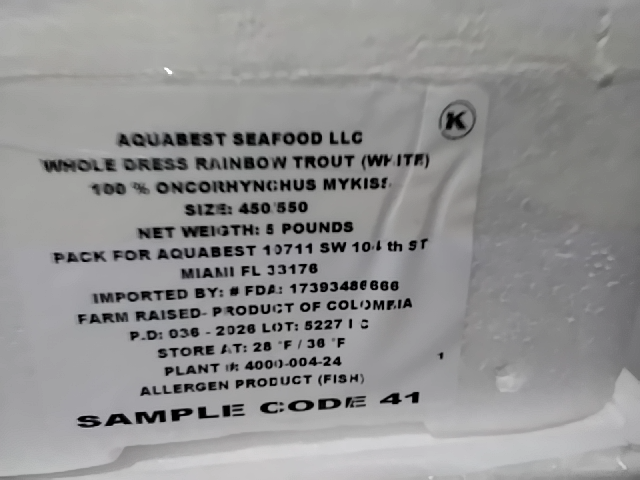 K
AQUABEST SEAFOOD LLC
WHOLE DRESS RAINBOW TROUT (WHITE)
100 % ONCORHYNCHUS MYKISS
SIZE: 450/550
NET WEIGTH: 5 POUNDS
PACK FOR AQUABEST 10711 SW 104 th ST
MIAMI FL 33176
IMPORTED BY: # FDA: 17393486666
FARM RAISED- PRODUCT OF COLOMBIA
P.D: 036 - 2026 LOT: 5227
STORE AT: 28 °F / 36 °F
PLANT #: 4000-004-24
1
ALLERGEN PRODUCT (FISH)
SAMPLE CODE 41